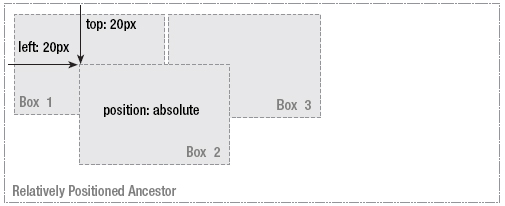 top: 20px
left: 20px
Box 1
position: absolute
Box 3
Box 2
Relatively Positioned Ancestor